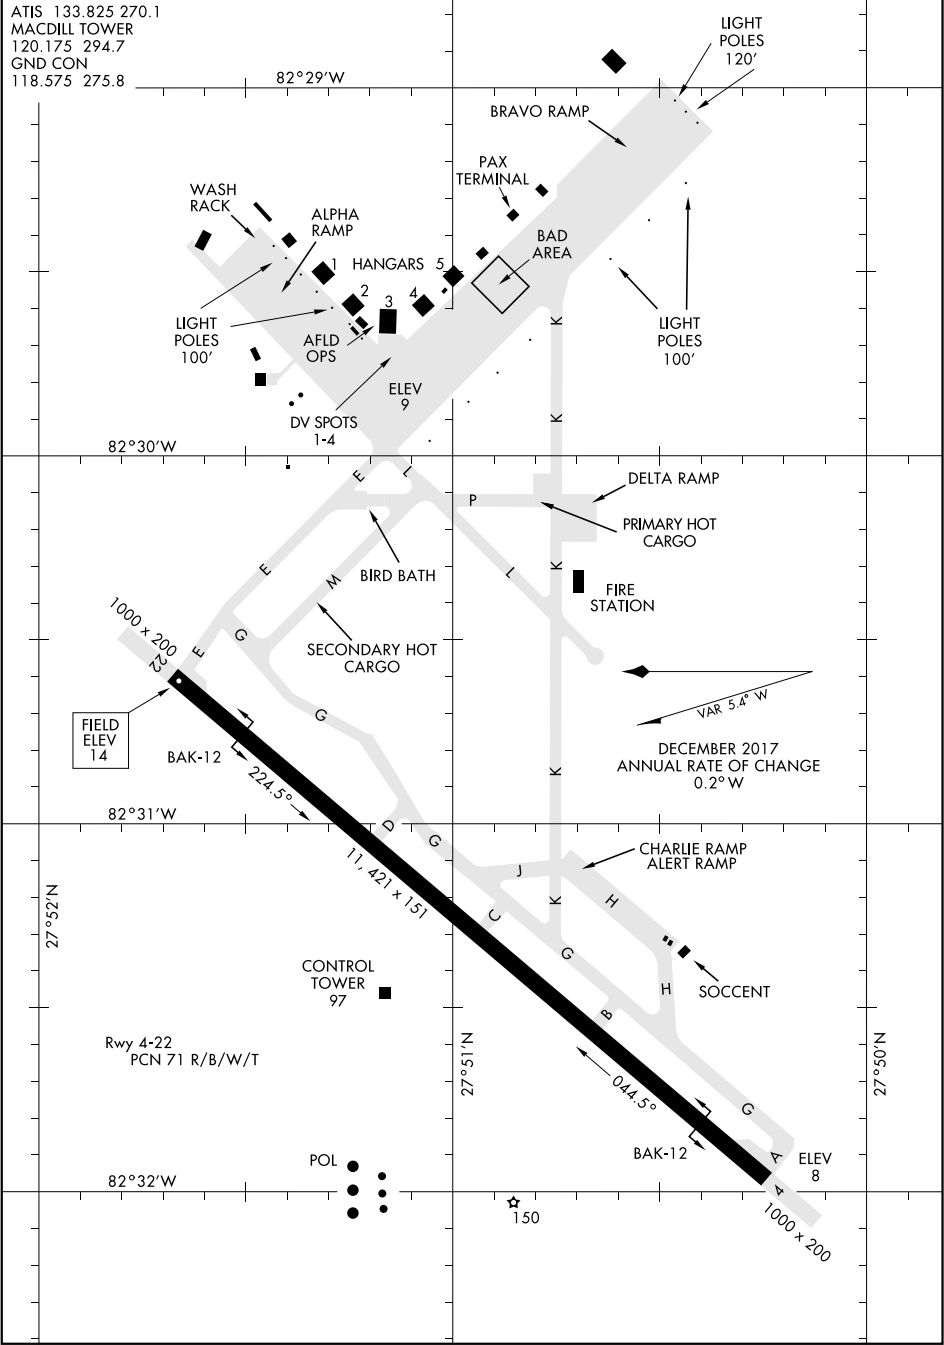 ATIS 133.825 270.1
MACDILL TOWER
120.175 294.7
GND CON
118.575 275.8
82°29'W
LIGHT
POLES
120'
BRAVO RAMP
PAX
TERMINAL
WASH
RACK
ALPHA
RAMP
BAD
AREA
1
HANGARS
5
2
3
4
LIGHT
POLES
100'
AFLD
OPS
K
LIGHT
POLES
100'
ELEV
9
DV SPOTS
1-4
K
82°30'W
E
L
P
DELTA RAMP
PRIMARY HOT
CARGO
BIRD BATH
E
M
L
K
FIRE
STATION
1000 x 200
22
E
G
SECONDARY HOT
CARGO
FIELD
ELEV
14
G
VAR 5.4° W
BAK-12
224.5°
K
DECEMBER 2017
ANNUAL RATE OF CHANGE
0.2° W
82°31'W
D
G
11, 421 x 151
J
CHARLIE RAMP
ALERT RAMP
27°52'N
C
K
H
G
CONTROL
TOWER
97
H
SOCCENT
B
Rwy 4-22
PCN 71 R/B/W/T
27°51'N
27°50'N
044.5°
G
BAK-12
A
ELEV
8
POL
82°32'W
4
150
1000 x 200